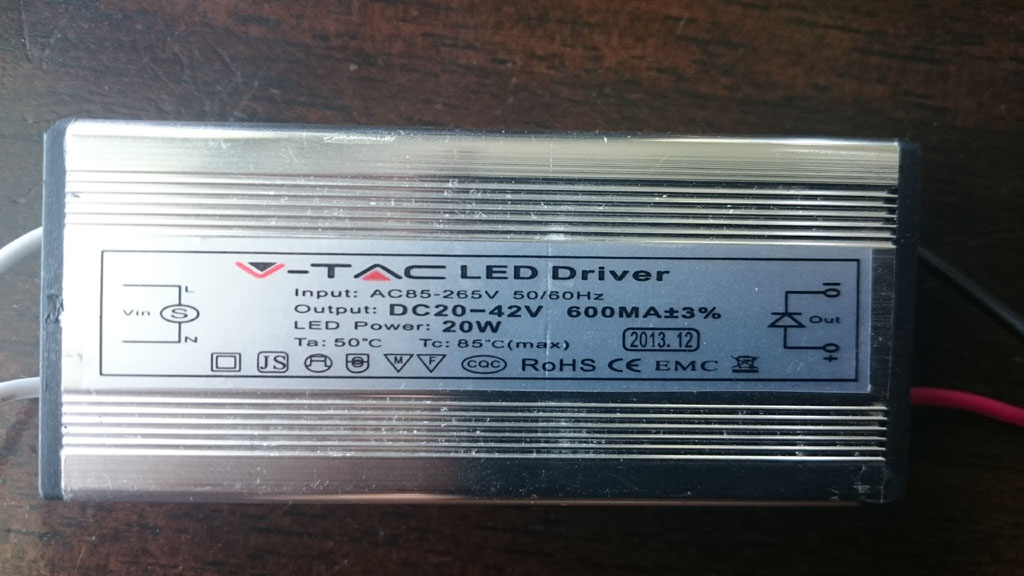 V-TAC LED Driver
Input: AC85-265V 50/60Hz
Output: DC20-42V 600MA±3%
LED Power: 20W
Ta: 50℃ Tc: 85℃(max) 2013.12
JS M F CQC RoHS CE EMC
Vin L N S
Out - +